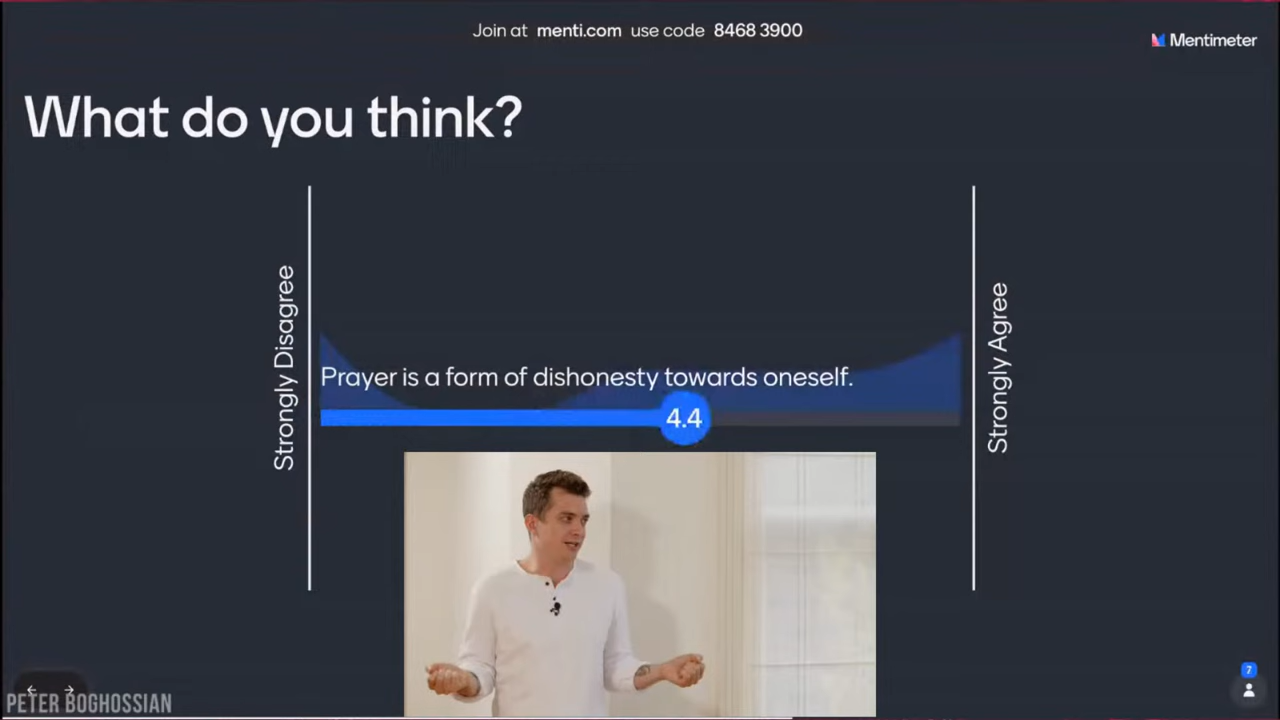 Join at menti.com use code 8468 3900
Mentimeter
What do you think?
Strongly Disagree
Prayer is a form of dishonesty towards oneself.
4.4
Strongly Agree
7
PETER BOGHOSSIAN